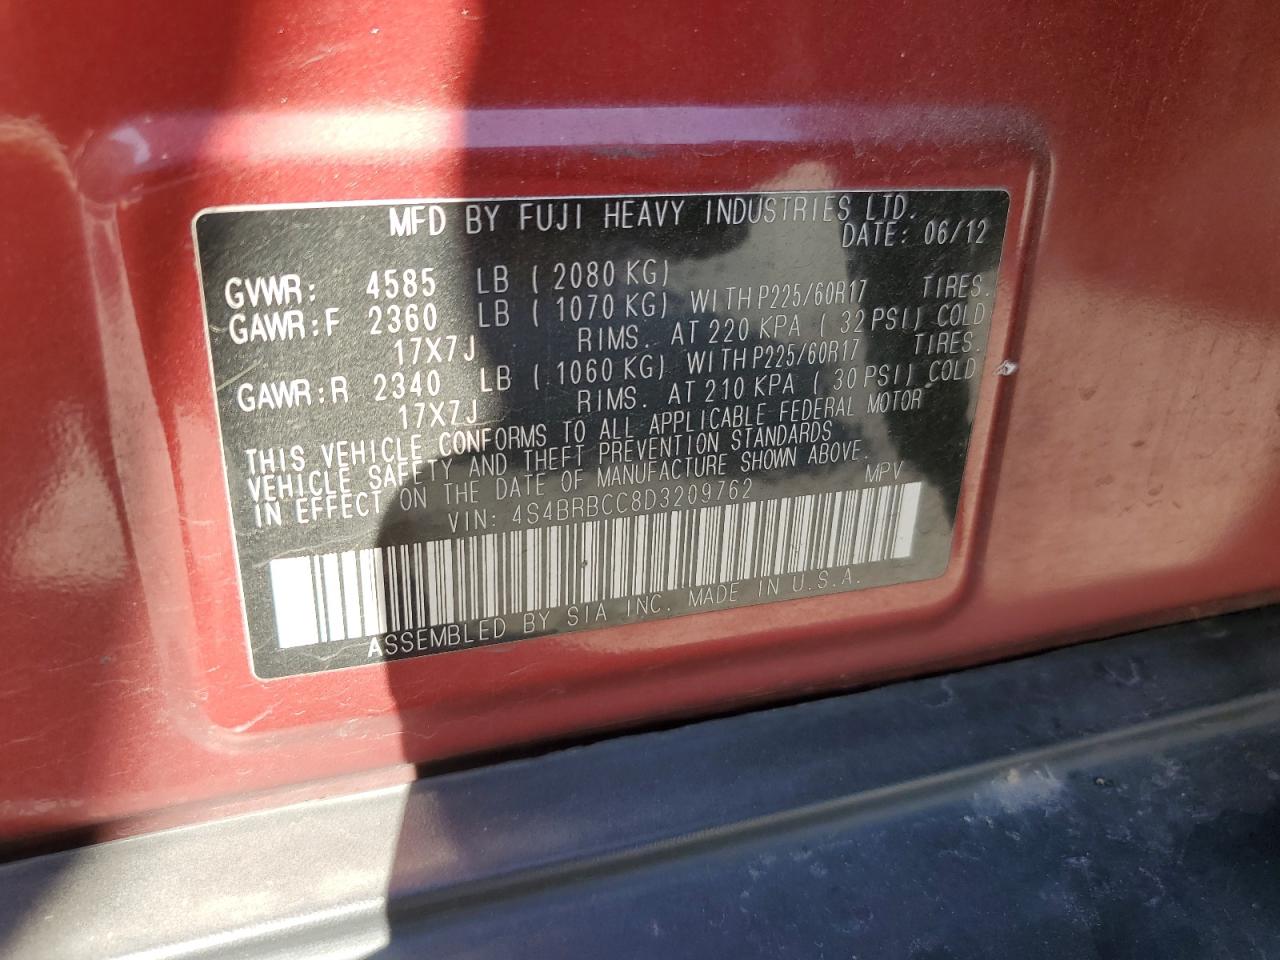 MFD BY FUJI HEAVY INDUSTRIES LTD.
DATE: 06/12
GVWR: 4585 LB ( 2080 KG)
GAWR:F 2360 LB ( 1070 KG) WITH P225/60R17 TIRES.
17X7J RIMS. AT 220 KPA ( 32 PSI) COLD
GAWR:R 2340 LB ( 1060 KG) WITH P225/60R17 TIRES.
17X7J RIMS. AT 210 KPA ( 30 PSI) COLD
THIS VEHICLE CONFORMS TO ALL APPLICABLE FEDERAL MOTOR
VEHICLE SAFETY AND THEFT PREVENTION STANDARDS
IN EFFECT ON THE DATE OF MANUFACTURE SHOWN ABOVE.
VIN: 4S4BRBCC8D3209762 MPV
ASSEMBLED BY SIA INC. MADE IN U.S.A.